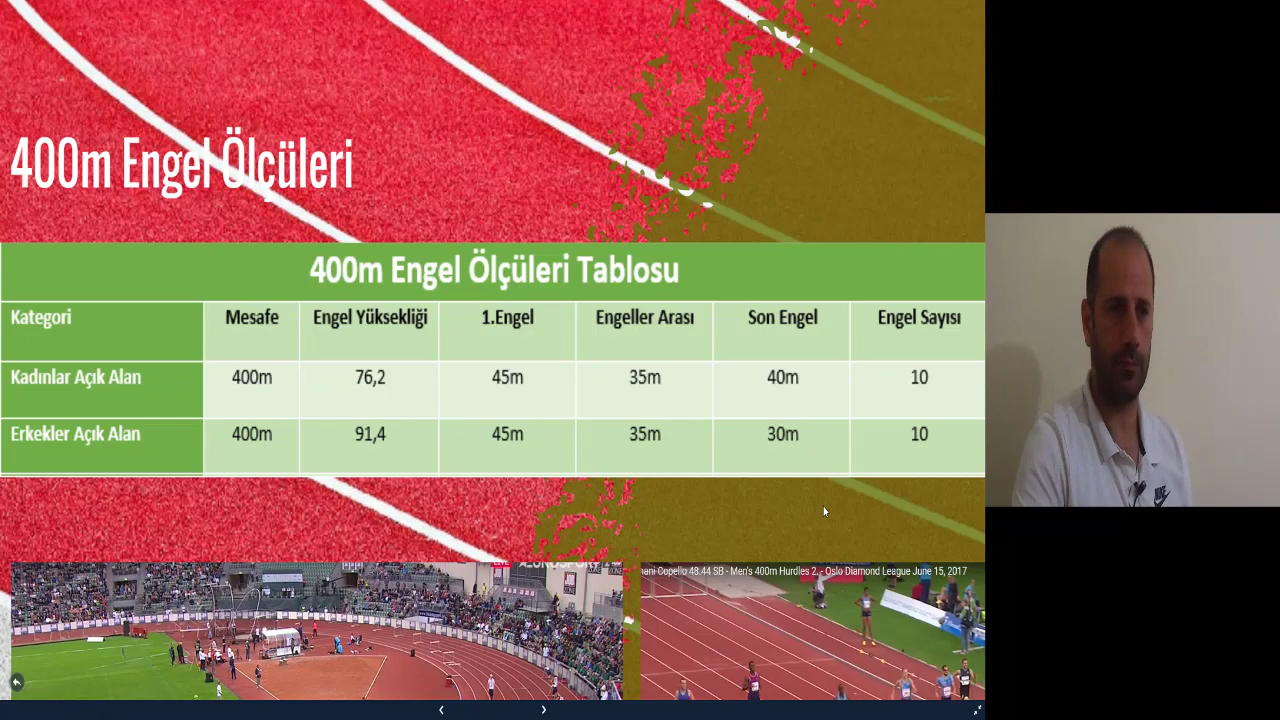 400m Engel Ölçüleri
400m Engel Ölçüleri Tablosu
Kategori Mesafe Engel Yüksekliği 1.Engel Engeller Arası Son Engel Engel Sayısı
Kadınlar Açık Alan 400m 76,2 45m 35m 40m 10
Erkekler Açık Alan 400m 91,4 45m 35m 30m 10
LIVE
Copello 48.44 SB - Men's 400m Hurdles 2. - Oslo Diamond League June 15, 2017
NIKE